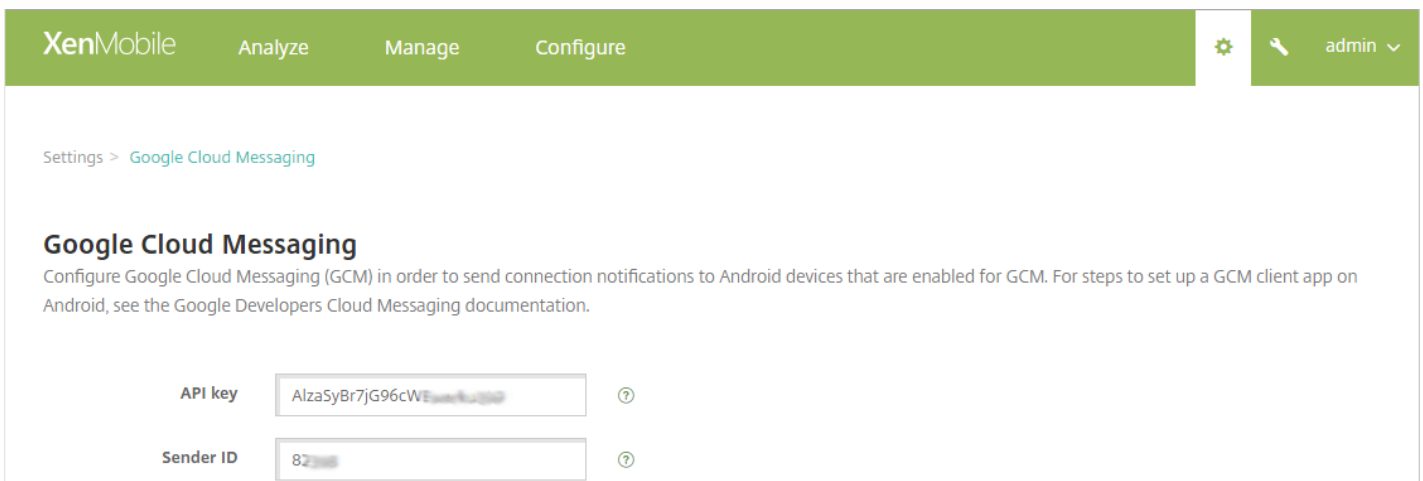 XenMobile Analyze Manage Configure admin
Settings > Google Cloud Messaging
Google Cloud Messaging
Configure Google Cloud Messaging (GCM) in order to send connection notifications to Android devices that are enabled for GCM. For steps to set up a GCM client app on
Android, see the Google Developers Cloud Messaging documentation.
API key
Sender ID